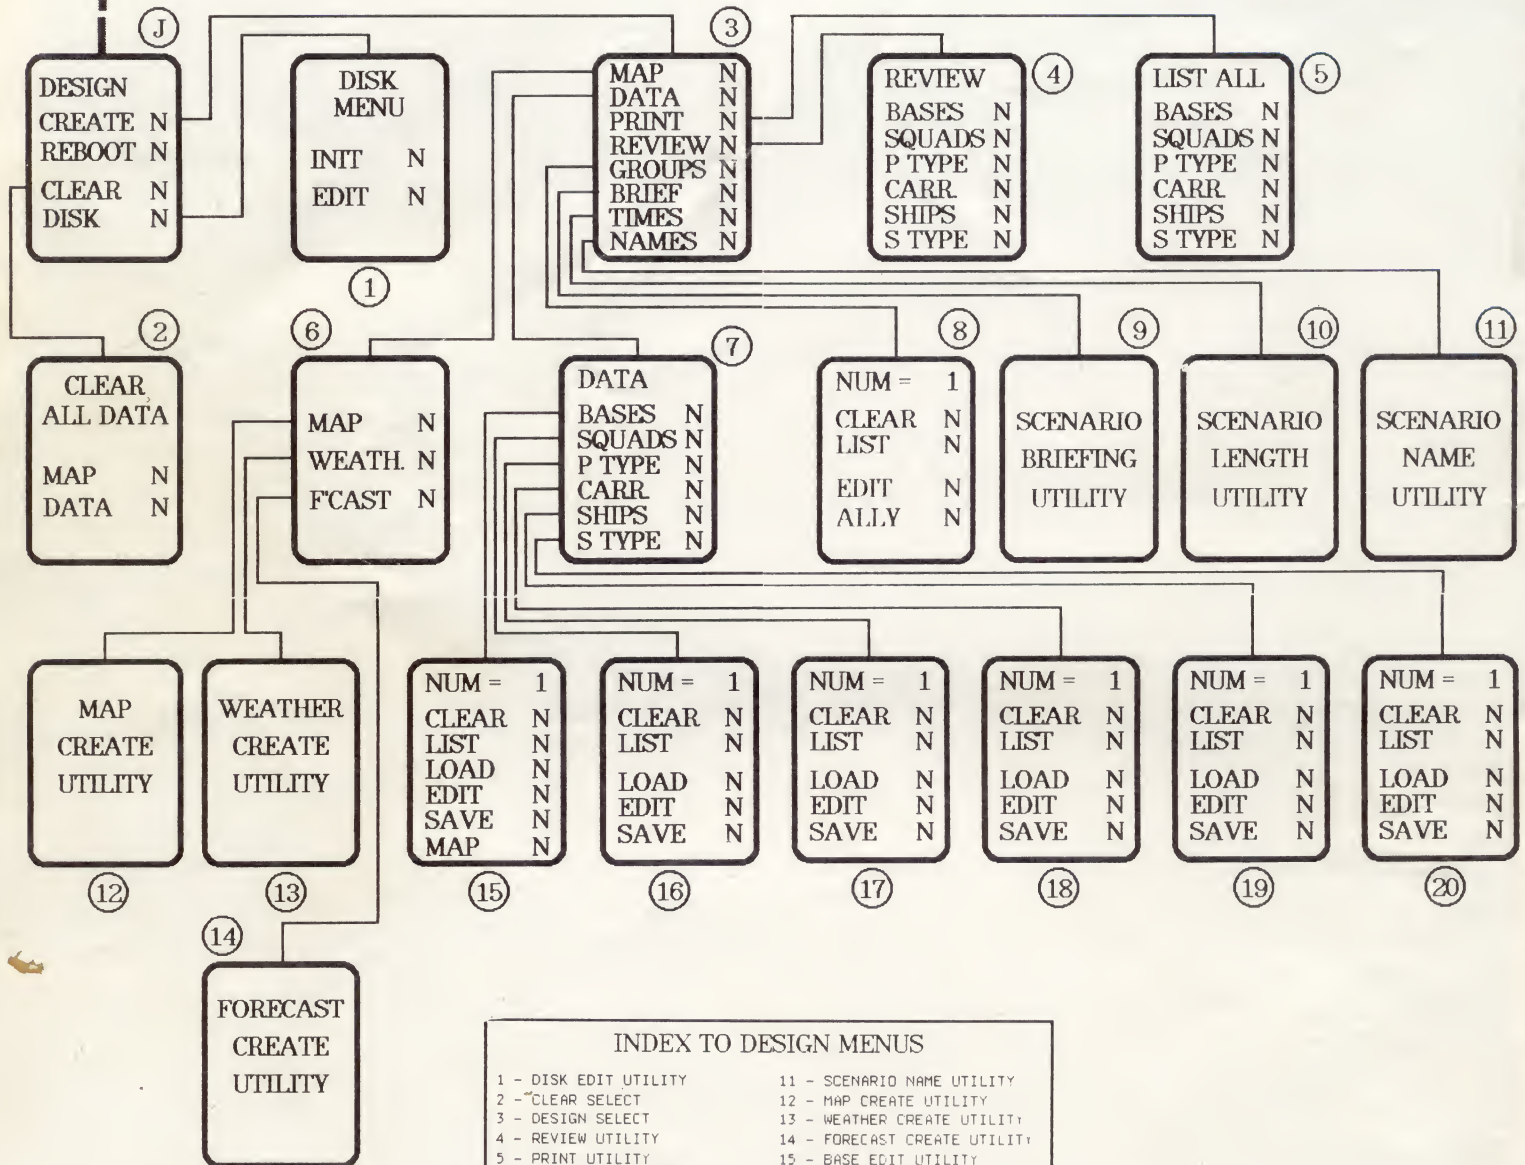 J
DESIGN
CREATE N
REBOOT N
CLEAR N
DISK N
DISK
MENU
INIT N
EDIT N
1
3
MAP N
DATA N
PRINT N
REVIEW N
GROUPS N
BRIEF N
TIMES N
NAMES N
4
REVIEW
BASES N
SQUADS N
P TYPE N
CARR. N
SHIPS N
S TYPE N
5
LIST ALL
BASES N
SQUADS N
P TYPE N
CARR. N
SHIPS N
S TYPE N
2
CLEAR
ALL DATA
MAP N
DATA N
6
MAP N
WEATH. N
F'CAST N
7
DATA
BASES N
SQUADS N
P TYPE N
CARR. N
SHIPS N
S TYPE N
8
NUM = 1
CLEAR N
LIST N
EDIT N
ALLY N
9
SCENARIO
BRIEFING
UTILITY
10
SCENARIO
LENGTH
UTILITY
11
SCENARIO
NAME
UTILITY
MAP
CREATE
UTILITY
12
WEATHER
CREATE
UTILITY
13
NUM = 1
CLEAR N
LIST N
LOAD N
EDIT N
SAVE N
MAP N
15
NUM = 1
CLEAR N
LIST N
LOAD N
EDIT N
SAVE N
16
NUM = 1
CLEAR N
LIST N
LOAD N
EDIT N
SAVE N
17
NUM = 1
CLEAR N
LIST N
LOAD N
EDIT N
SAVE N
18
NUM = 1
CLEAR N
LIST N
LOAD N
EDIT N
SAVE N
19
NUM = 1
CLEAR N
LIST N
LOAD N
EDIT N
SAVE N
20
14
FORECAST
CREATE
UTILITY
INDEX TO DESIGN MENUS
1 - DISK EDIT UTILITY
2 - CLEAR SELECT
3 - DESIGN SELECT
4 - REVIEW UTILITY
5 - PRINT UTILITY
11 - SCENARIO NAME UTILITY
12 - MAP CREATE UTILITY
13 - WEATHER CREATE UTILITY
14 - FORECAST CREATE UTILITY
15 - BASE EDIT UTILITY